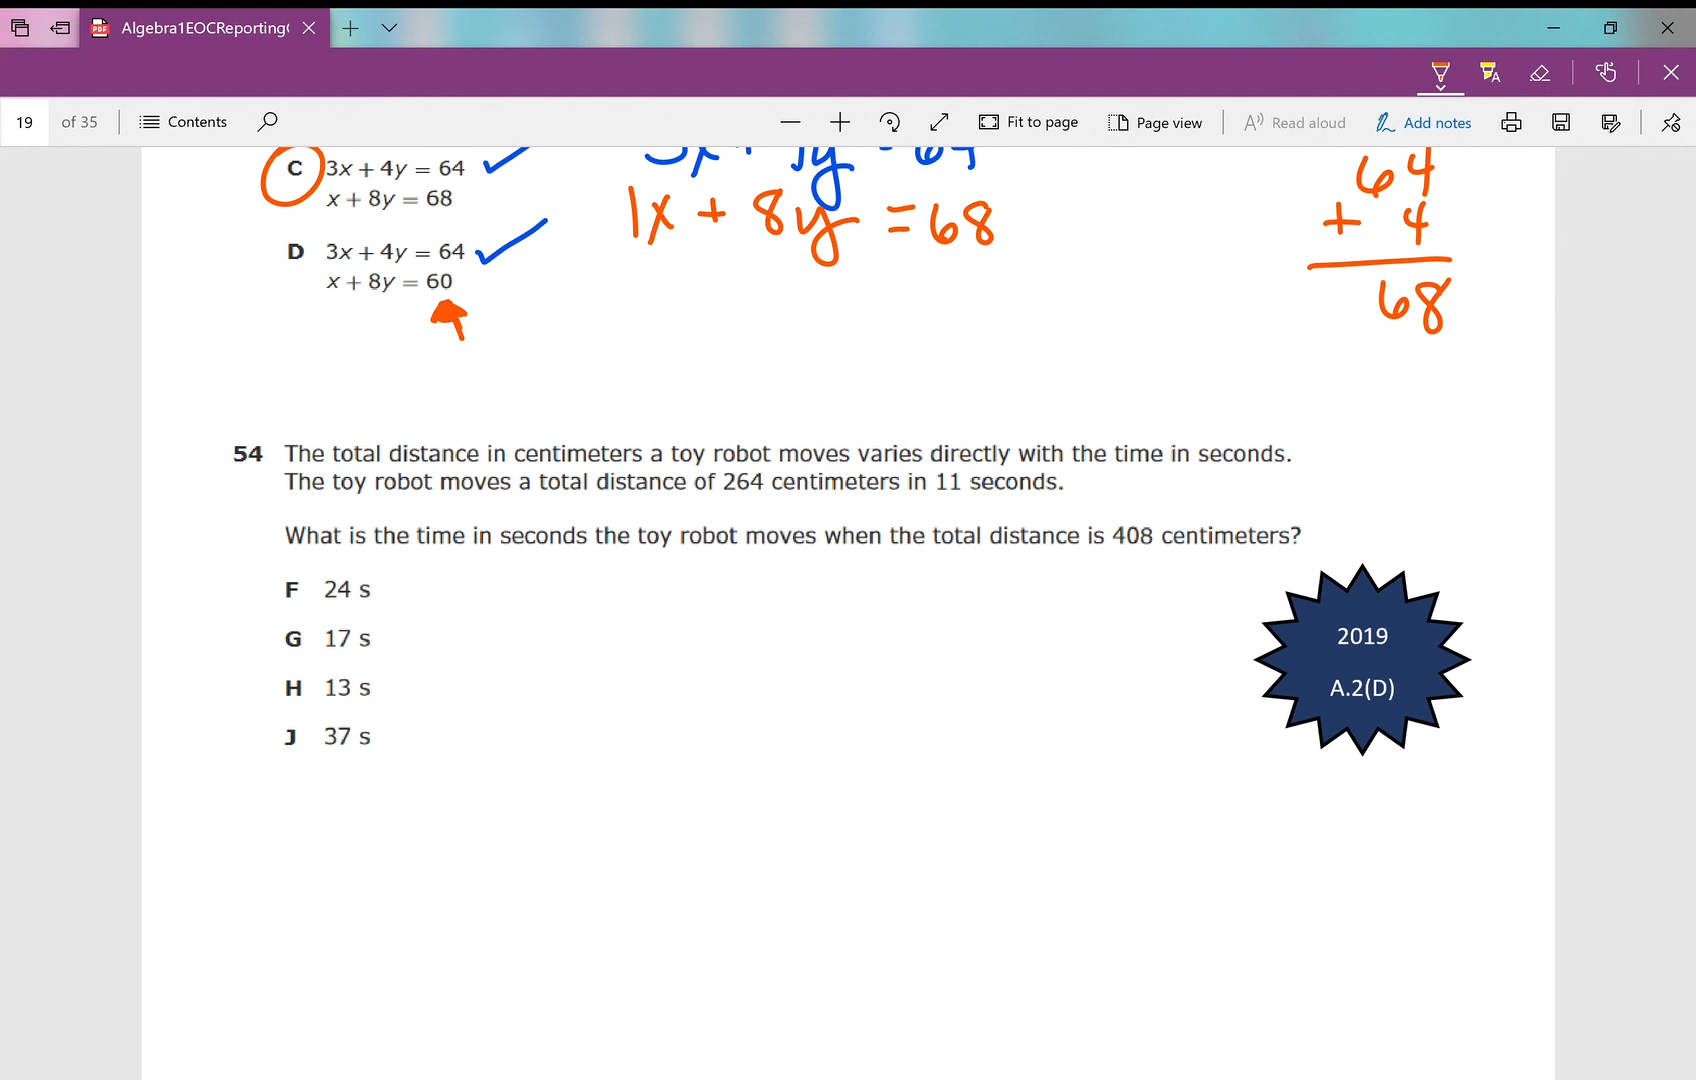 Algebra1EOCReporting(
19 of 35 Contents Fit to page Page view Read aloud Add notes
C 3x + 4y = 64
x + 8y = 68
D 3x + 4y = 64
x + 8y = 60
1x + 8y = 68
64
+ 4
68
54 The total distance in centimeters a toy robot moves varies directly with the time in seconds.
The toy robot moves a total distance of 264 centimeters in 11 seconds.
What is the time in seconds the toy robot moves when the total distance is 408 centimeters?
F 24 s
G 17 s
H 13 s
J 37 s
2019
A.2(D)